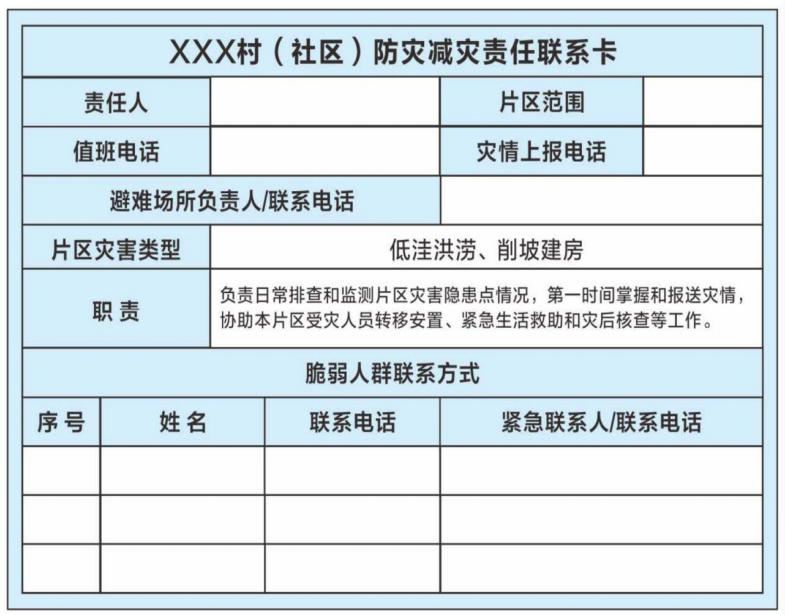 XXX村（社区）防灾减灾责任联系卡
责任人 片区范围
值班电话 灾情上报电话
避难场所负责人/联系电话
片区灾害类型 低洼洪涝、削坡建房
职 责
负责日常排查和监测片区灾害隐患点情况，第一时间掌握和报送灾情，
协助本片区受灾人员转移安置、紧急生活救助和灾后核查等工作。
脆弱人群联系方式
序 号 姓 名 联系电话 紧急联系人/联系电话